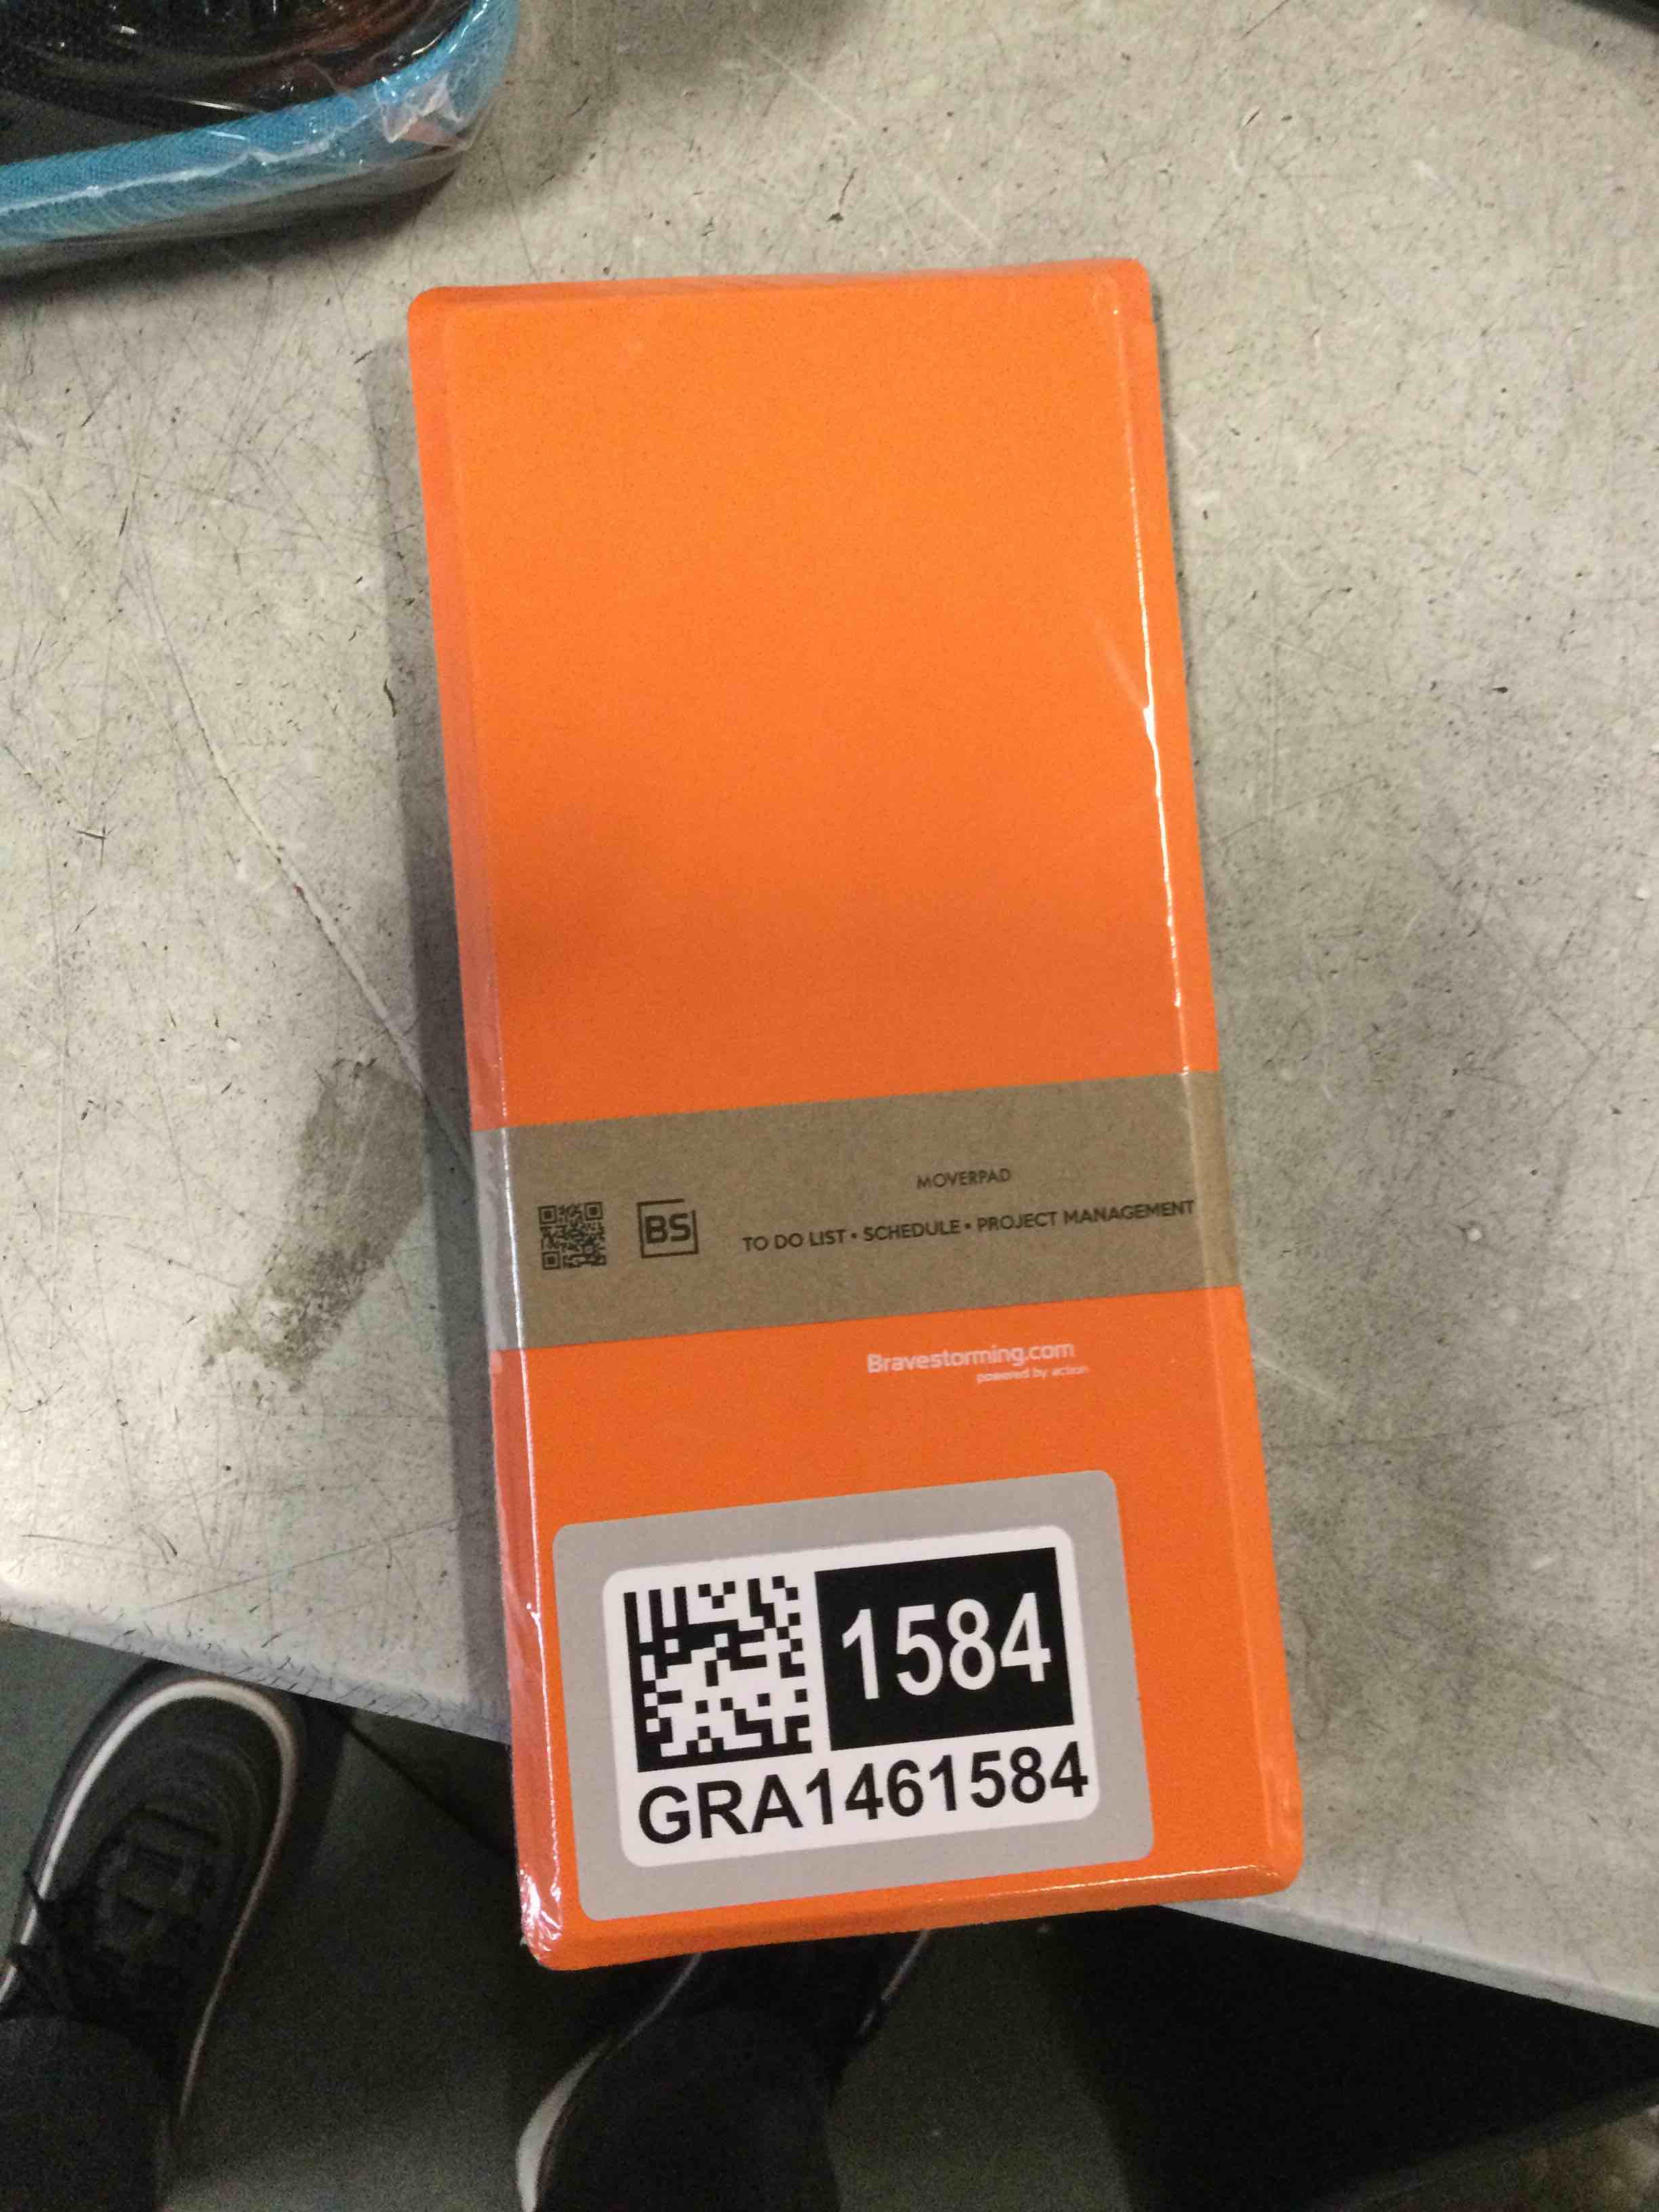 MOVERPAD
BS
TO DO LIST • SCHEDULE • PROJECT MANAGEMENT
Bravestorming.com
powered by action
1584
GRA1461584